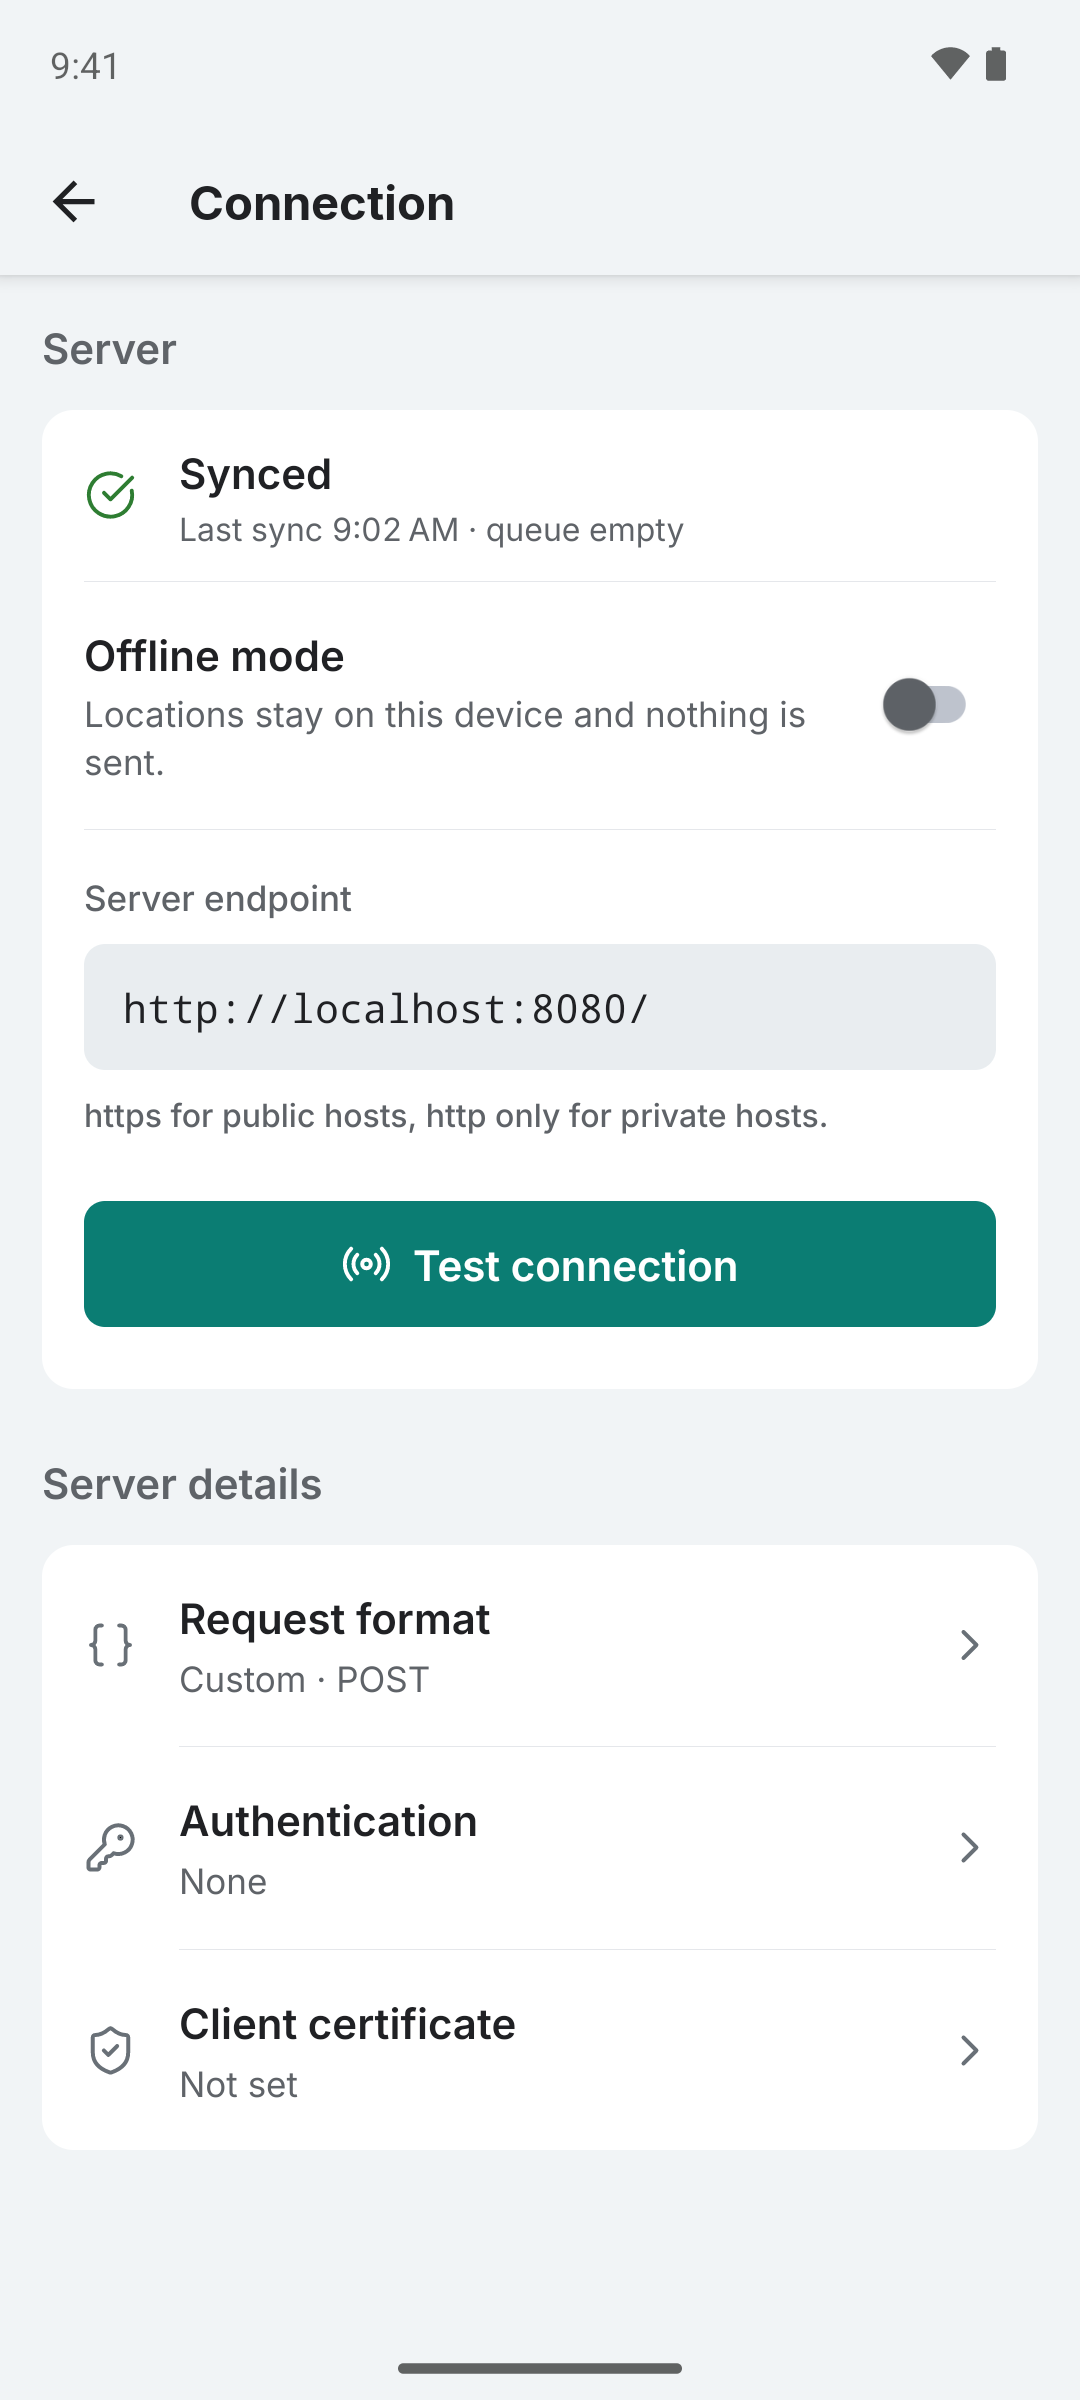 9:41
Connection
Server
Synced
Last sync 9:02 AM · queue empty
Offline mode
Locations stay on this device and nothing is
sent.
Server endpoint
http://localhost:8080/
https for public hosts, http only for private hosts.
Test connection
Server details
Request format
Custom · POST
Authentication
None
Client certificate
Not set